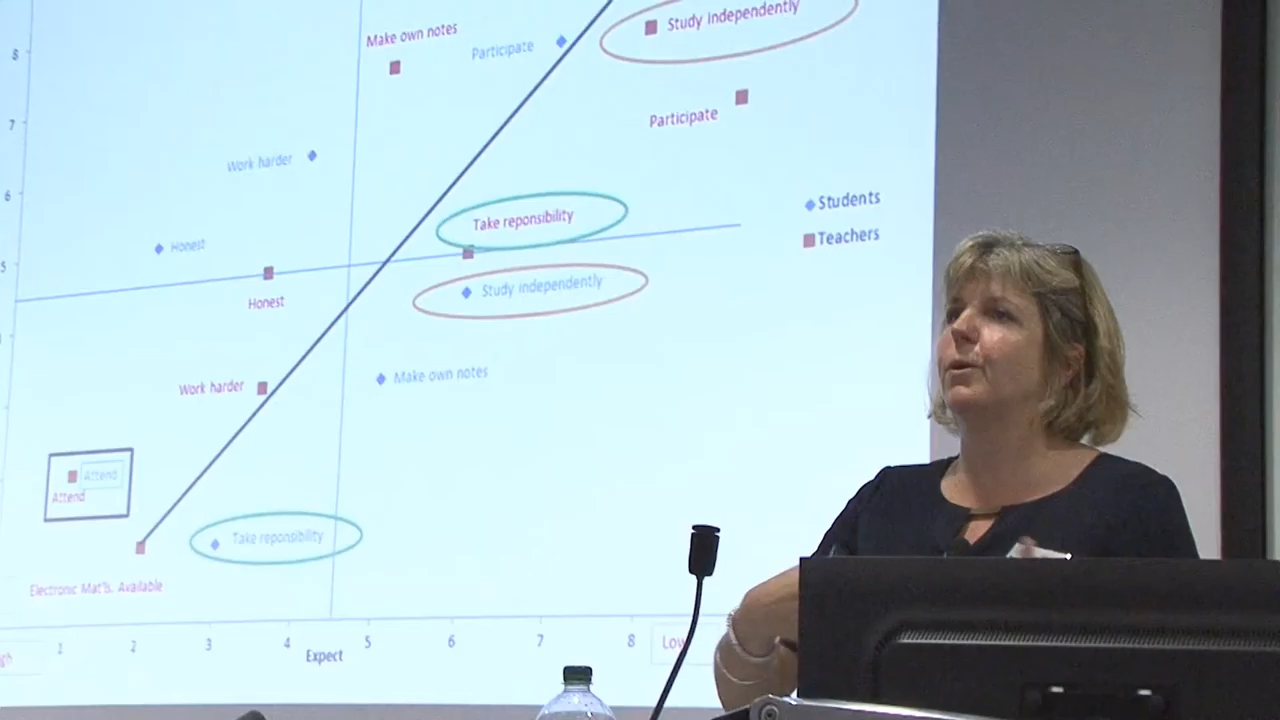 8
Make own notes
Participate
Study independently
7
Participate
Work harder
6
Take reponsibility
Students
Honest
Teachers
5
Study independently
Honest
Work harder
Make own notes
Attend
Attend
Take reponsibility
Electronic Mat'ls. Available
1 2 3 4 5 6 7 8
Low
Expect